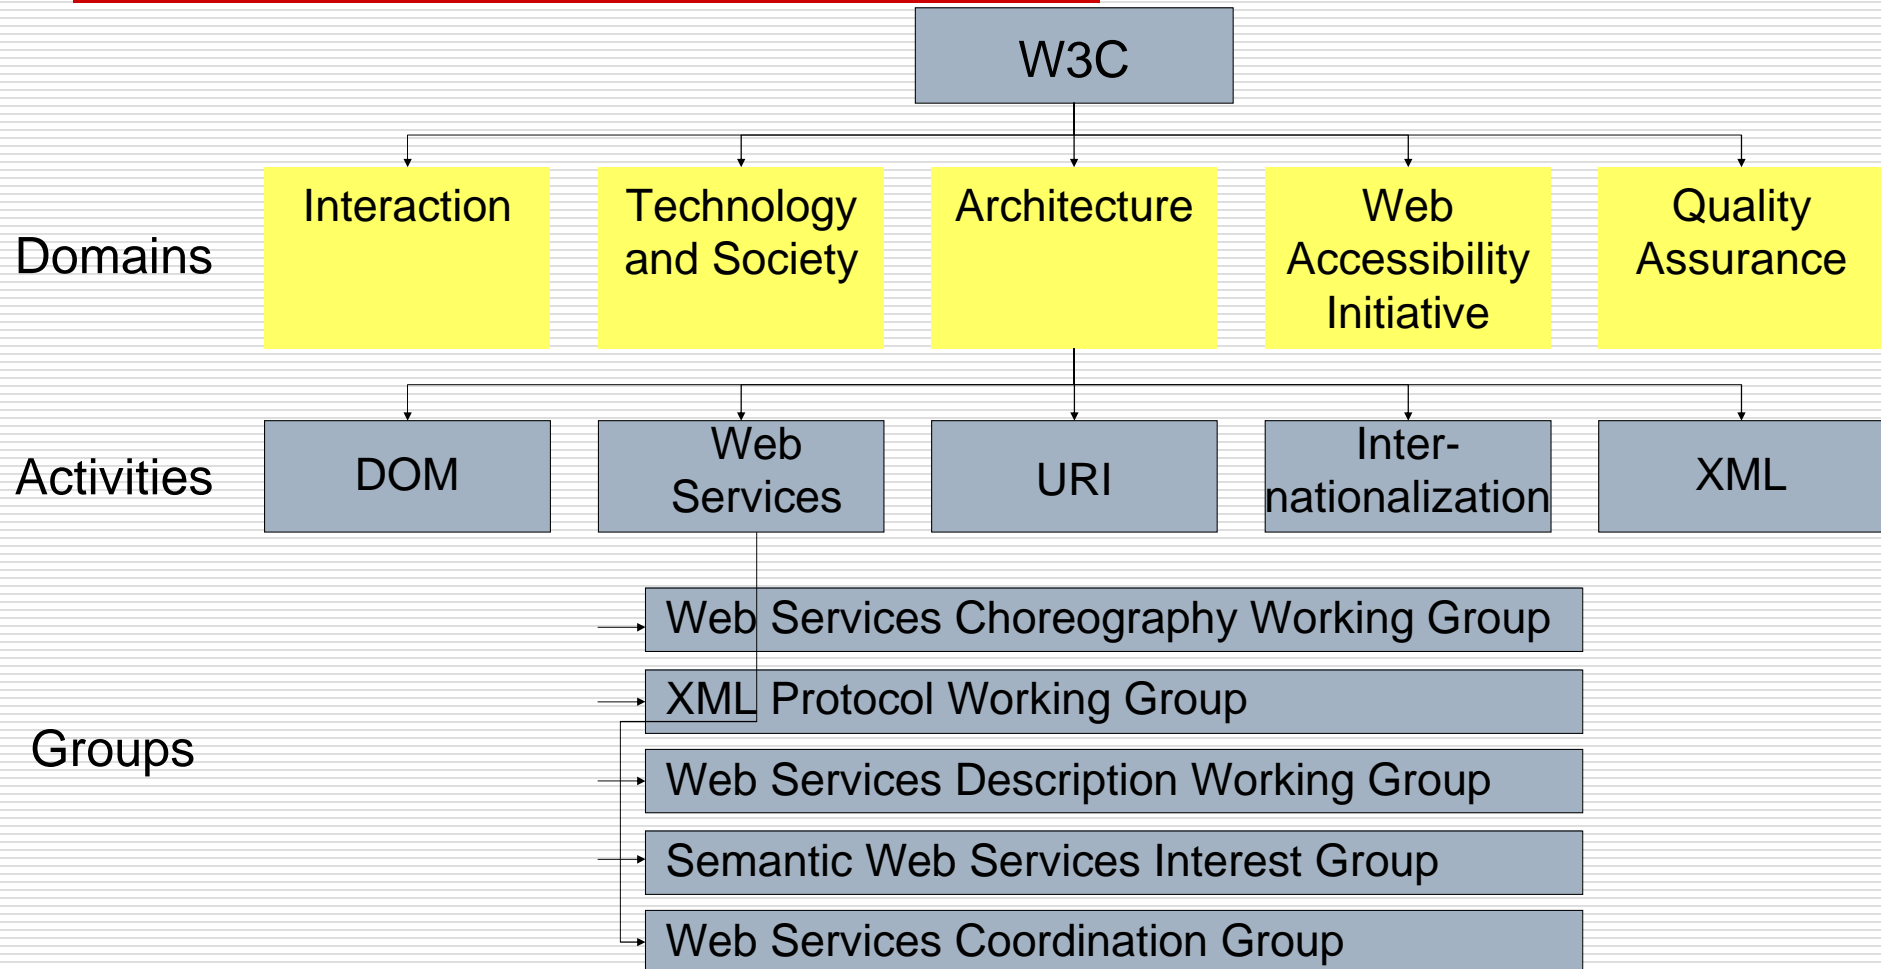 W3C
Domains
Interaction
Technology
and Society
Architecture
Web
Accessibility
Initiative
Quality
Assurance
Activities
DOM
Web
Services
URI
Inter-
nationalization
XML
Groups
Web Services Choreography Working Group
XML Protocol Working Group
Web Services Description Working Group
Semantic Web Services Interest Group
Web Services Coordination Group